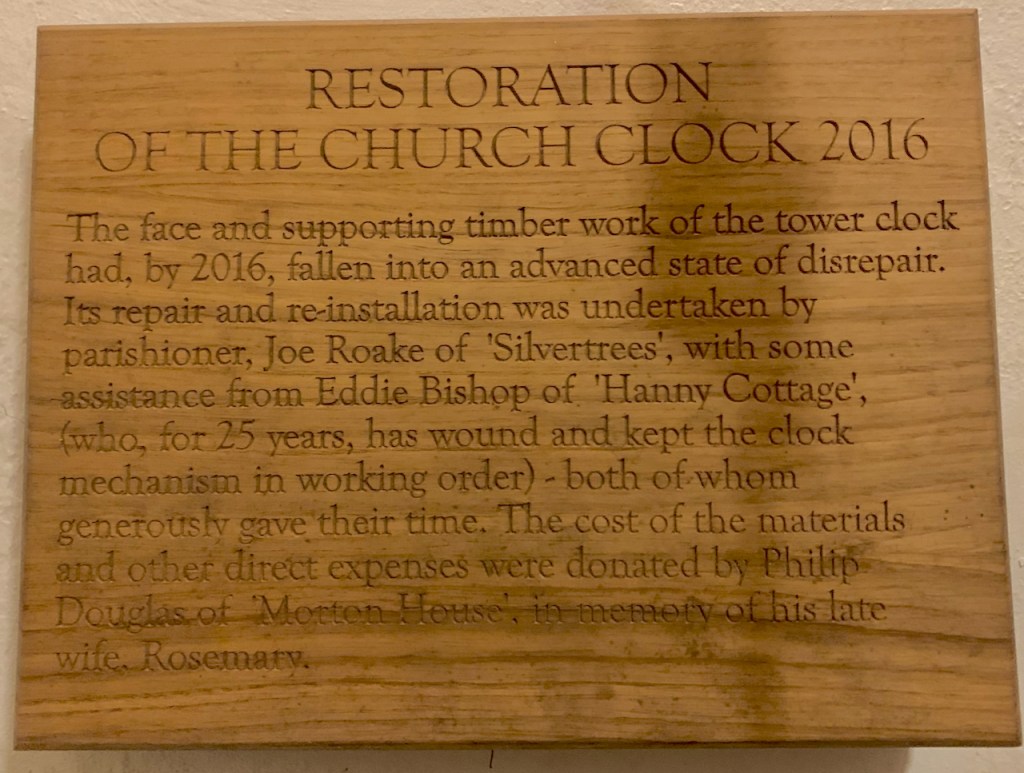 RESTORATION
OF THE CHURCH CLOCK 2016
The face and supporting timber work of the tower clock
had, by 2016, fallen into an advanced state of disrepair.
Its repair and re-installation was undertaken by
parishioner, Joe Roake of 'Silvertrees', with some
assistance from Eddie Bishop of 'Hanny Cottage',
(who, for 25 years, has wound and kept the clock
mechanism in working order) - both of whom
generously gave their time. The cost of the materials
and other direct expenses were donated by Philip
Douglas of 'Morton House', in memory of his late
wife, Rosemary.